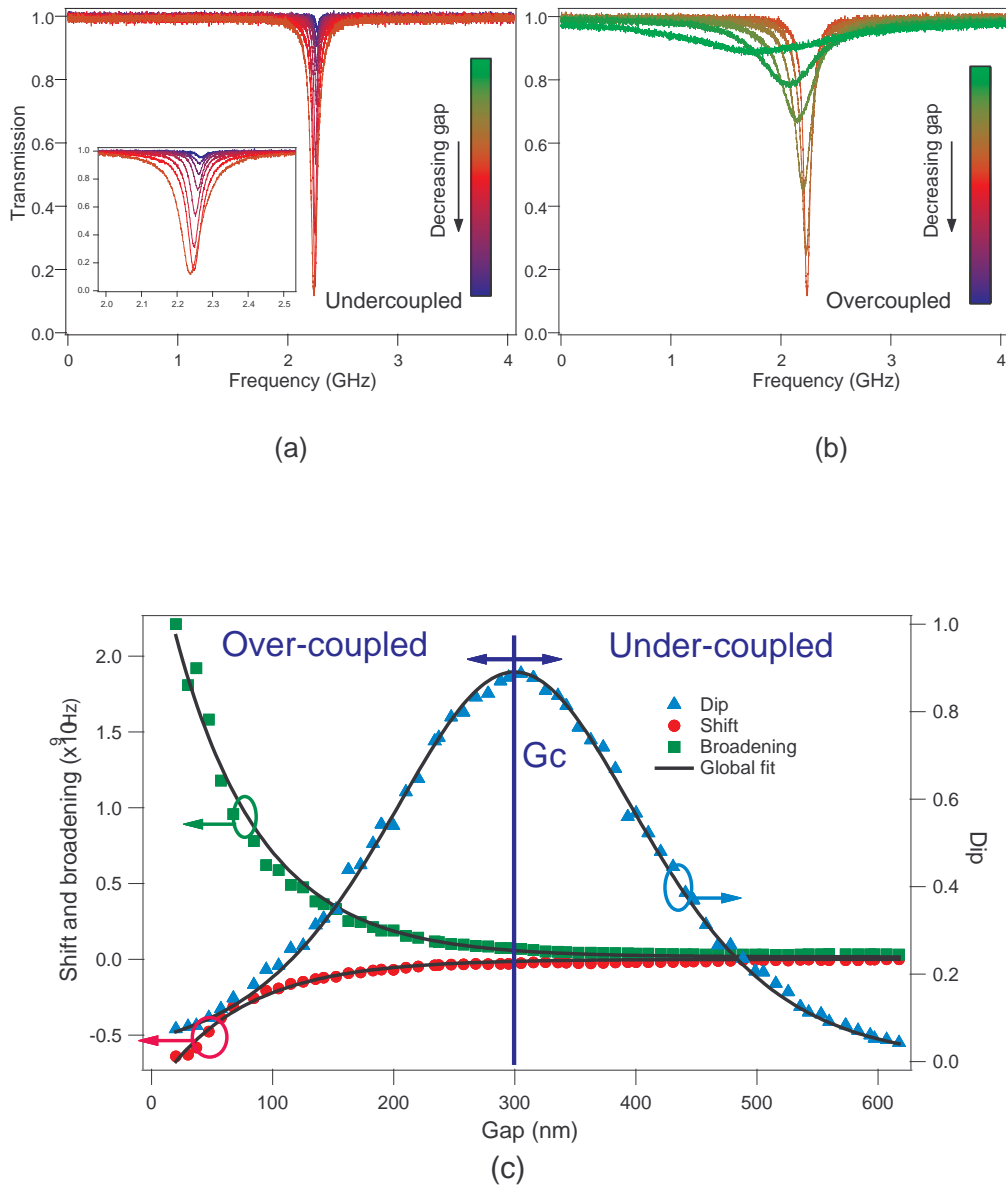 1.0
0.8
0.6
0.4
0.2
0.0
Transmission
1.0
0.8
0.6
0.4
0.2
0.0
2.0
2.1
2.2
2.3
2.4
2.5
Decreasing gap
Undercoupled
0
1
2
3
4
Frequency (GHz)
(a)
1.0
0.8
0.6
0.4
0.2
0.0
Decreasing gap
Overcoupled
0
1
2
3
4
Frequency (GHz)
(b)
Over-coupled
Under-coupled
Gc
Dip
Shift
Broadening
Global fit
2.0
1.5
1.0
0.5
0.0
-0.5
Shift and broadening (x10⁹Hz)
1.0
0.8
0.6
0.4
0.2
0.0
Dip
0
100
200
300
400
500
600
Gap (nm)
(c)